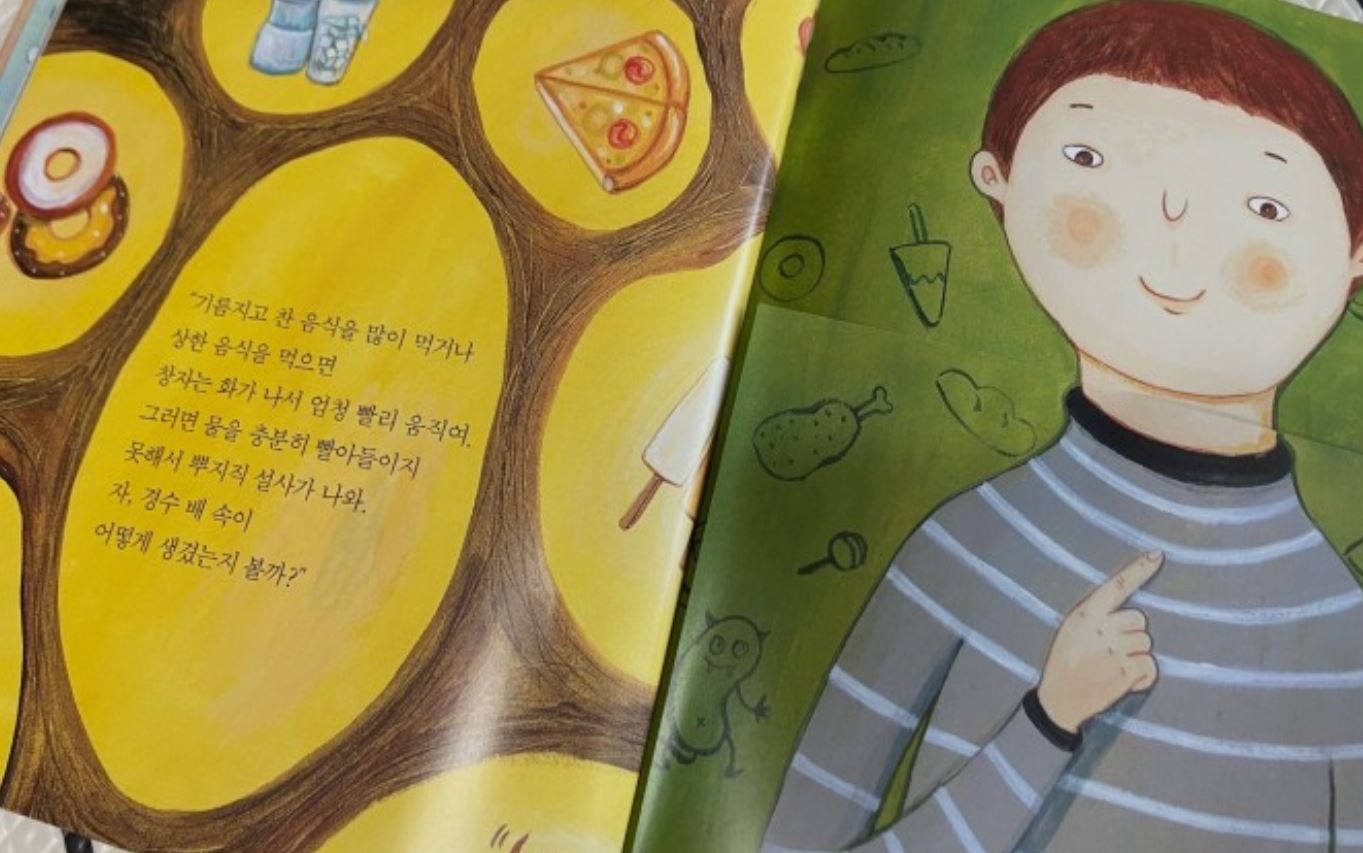 "기름지고 찬 음식을 많이 먹거나
상한 음식을 먹으면
창자는 화가 나서 엄청 빨리 움직여.
그러면 물을 충분히 빨아들이지
못해서 뿌지직 설사가 나와.
자, 경수 배 속이
어떻게 생겼는지 볼까?"